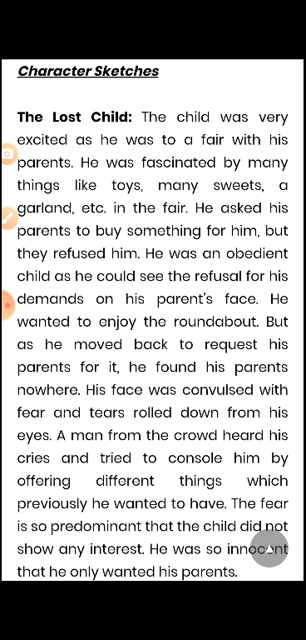 Character Sketches
The Lost Child: The child was very
excited as he was to a fair with his
parents. He was fascinated by many
things like toys, many sweets, a
garland, etc. in the fair. He asked his
parents to buy something for him, but
they refused him. He was an obedient
child as he could see the refusal for his
demands on his parent's face. He
wanted to enjoy the roundabout. But
as he moved back to request his
parents for it, he found his parents
nowhere. His face was convulsed with
fear and tears rolled down from his
eyes. A man from the crowd heard his
cries and tried to console him by
offering different things which
previously he wanted to have. The fear
is so predominant that the child did not
show any interest. He was so innocent
that he only wanted his parents.